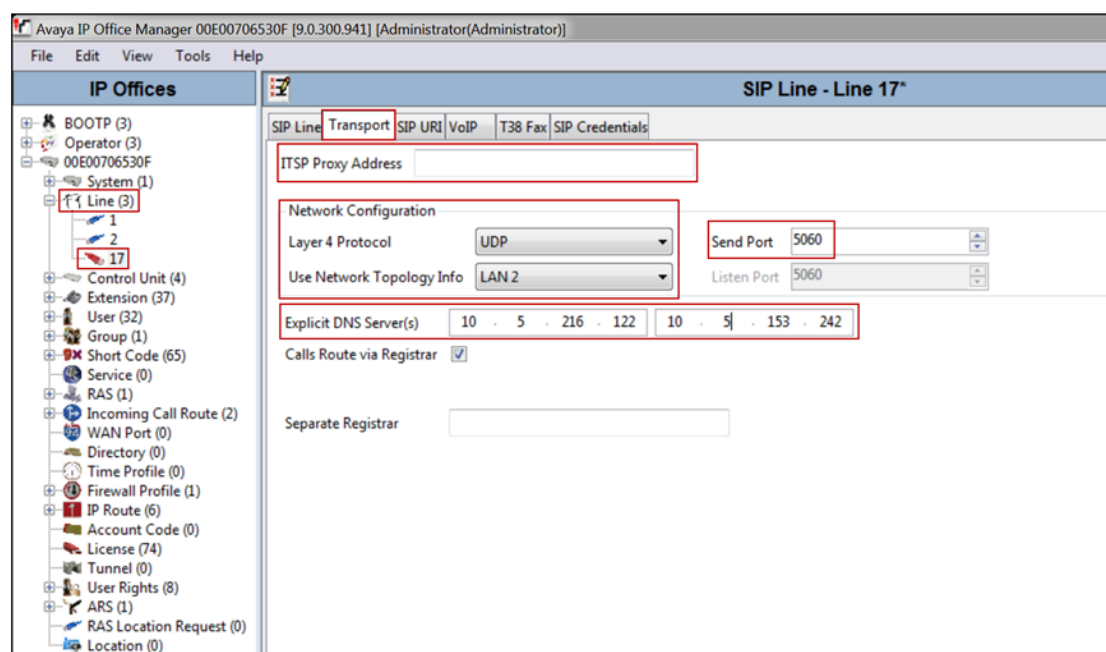 Avaya IP Office Manager 00E00706530F [9.0.300.941] [Administrator(Administrator)]
File Edit View Tools Help
IP Offices
BOOTP (3)
Operator (3)
00E00706530F
System (1)
Line (3)
1
2
17
Control Unit (4)
Extension (37)
User (32)
Group (1)
Short Code (65)
Service (0)
RAS (1)
Incoming Call Route (2)
WAN Port (0)
Directory (0)
Time Profile (0)
Firewall Profile (1)
IP Route (6)
Account Code (0)
License (74)
Tunnel (0)
User Rights (8)
ARS (1)
RAS Location Request (0)
Location (0)
SIP Line - Line 17*
SIP Line Transport SIP URI VoIP T38 Fax SIP Credentials
ITSP Proxy Address
Network Configuration
Layer 4 Protocol UDP Send Port 5060
Use Network Topology Info LAN 2 Listen Port 5060
Explicit DNS Server(s) 10 . 5 . 216 . 122 10 . 5 . 153 . 242
Calls Route via Registrar
Separate Registrar